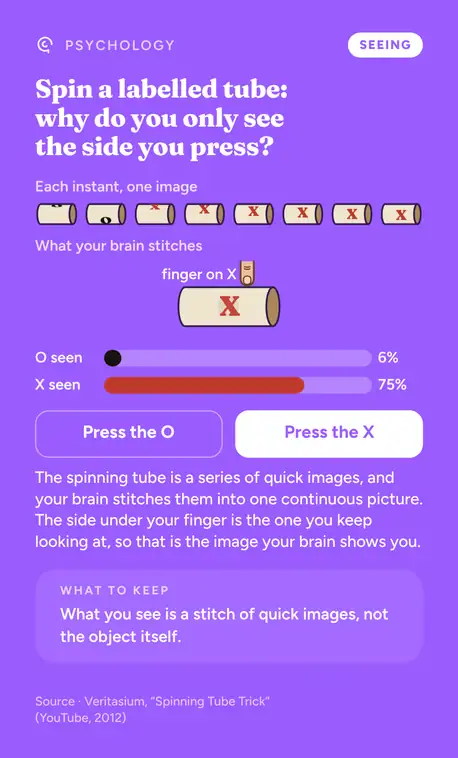 PSYCHOLOGY
SEEING
Spin a labelled tube:
why do you only see
the side you press?
Each instant, one image
X X X X X X
What your brain stitches
finger on X
X
O seen 6%
X seen 75%
Press the O
Press the X
The spinning tube is a series of quick images, and
your brain stitches them into one continuous picture.
The side under your finger is the one you keep
looking at, so that is the image your brain shows you.
WHAT TO KEEP
What you see is a stitch of quick images, not
the object itself.
Source · Veritasium, “Spinning Tube Trick”
(YouTube, 2012)